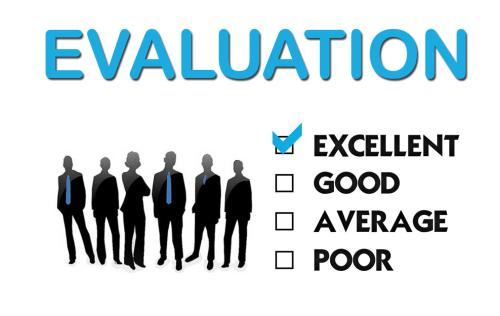 EVALUATION
EXCELLENT
GOOD
AVERAGE
POOR